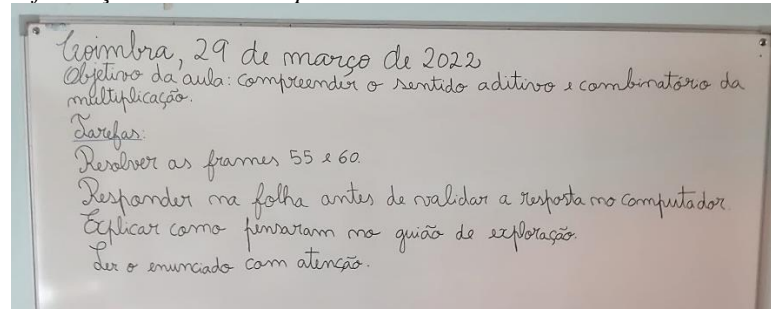 Coimbra, 29 de março de 2022
Objetivo da aula: compreender o sentido aditivo e combinatório da
multiplicação.
Tarefas:
Resolver as frames 55 e 60.
Responder na folha antes de validar a resposta no computador.
Explicar como pensaram no guião de exploração.
Ler o enunciado com atenção.